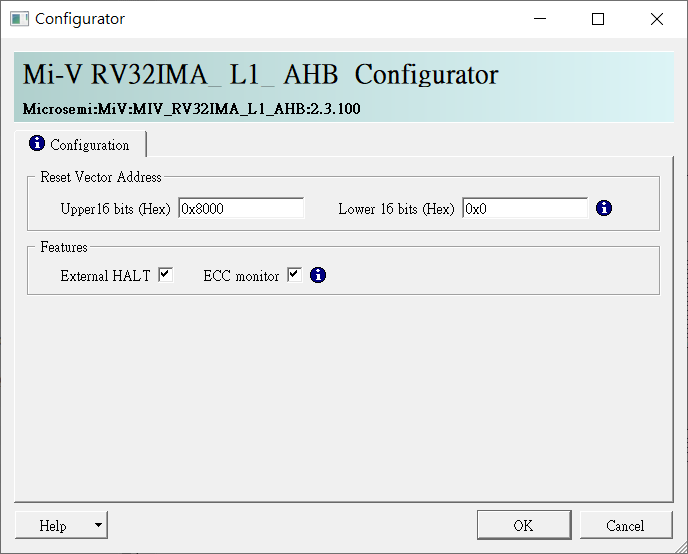 Configurator
Mi-V RV32IMA_ L1_ AHB Configurator
Microsemi:MiV:MIV_RV32IMA_L1_AHB:2.3.100
Configuration
Reset Vector Address
Upper16 bits (Hex) 0x8000 Lower 16 bits (Hex) 0x0
Features
External HALT ECC monitor
Help OK Cancel